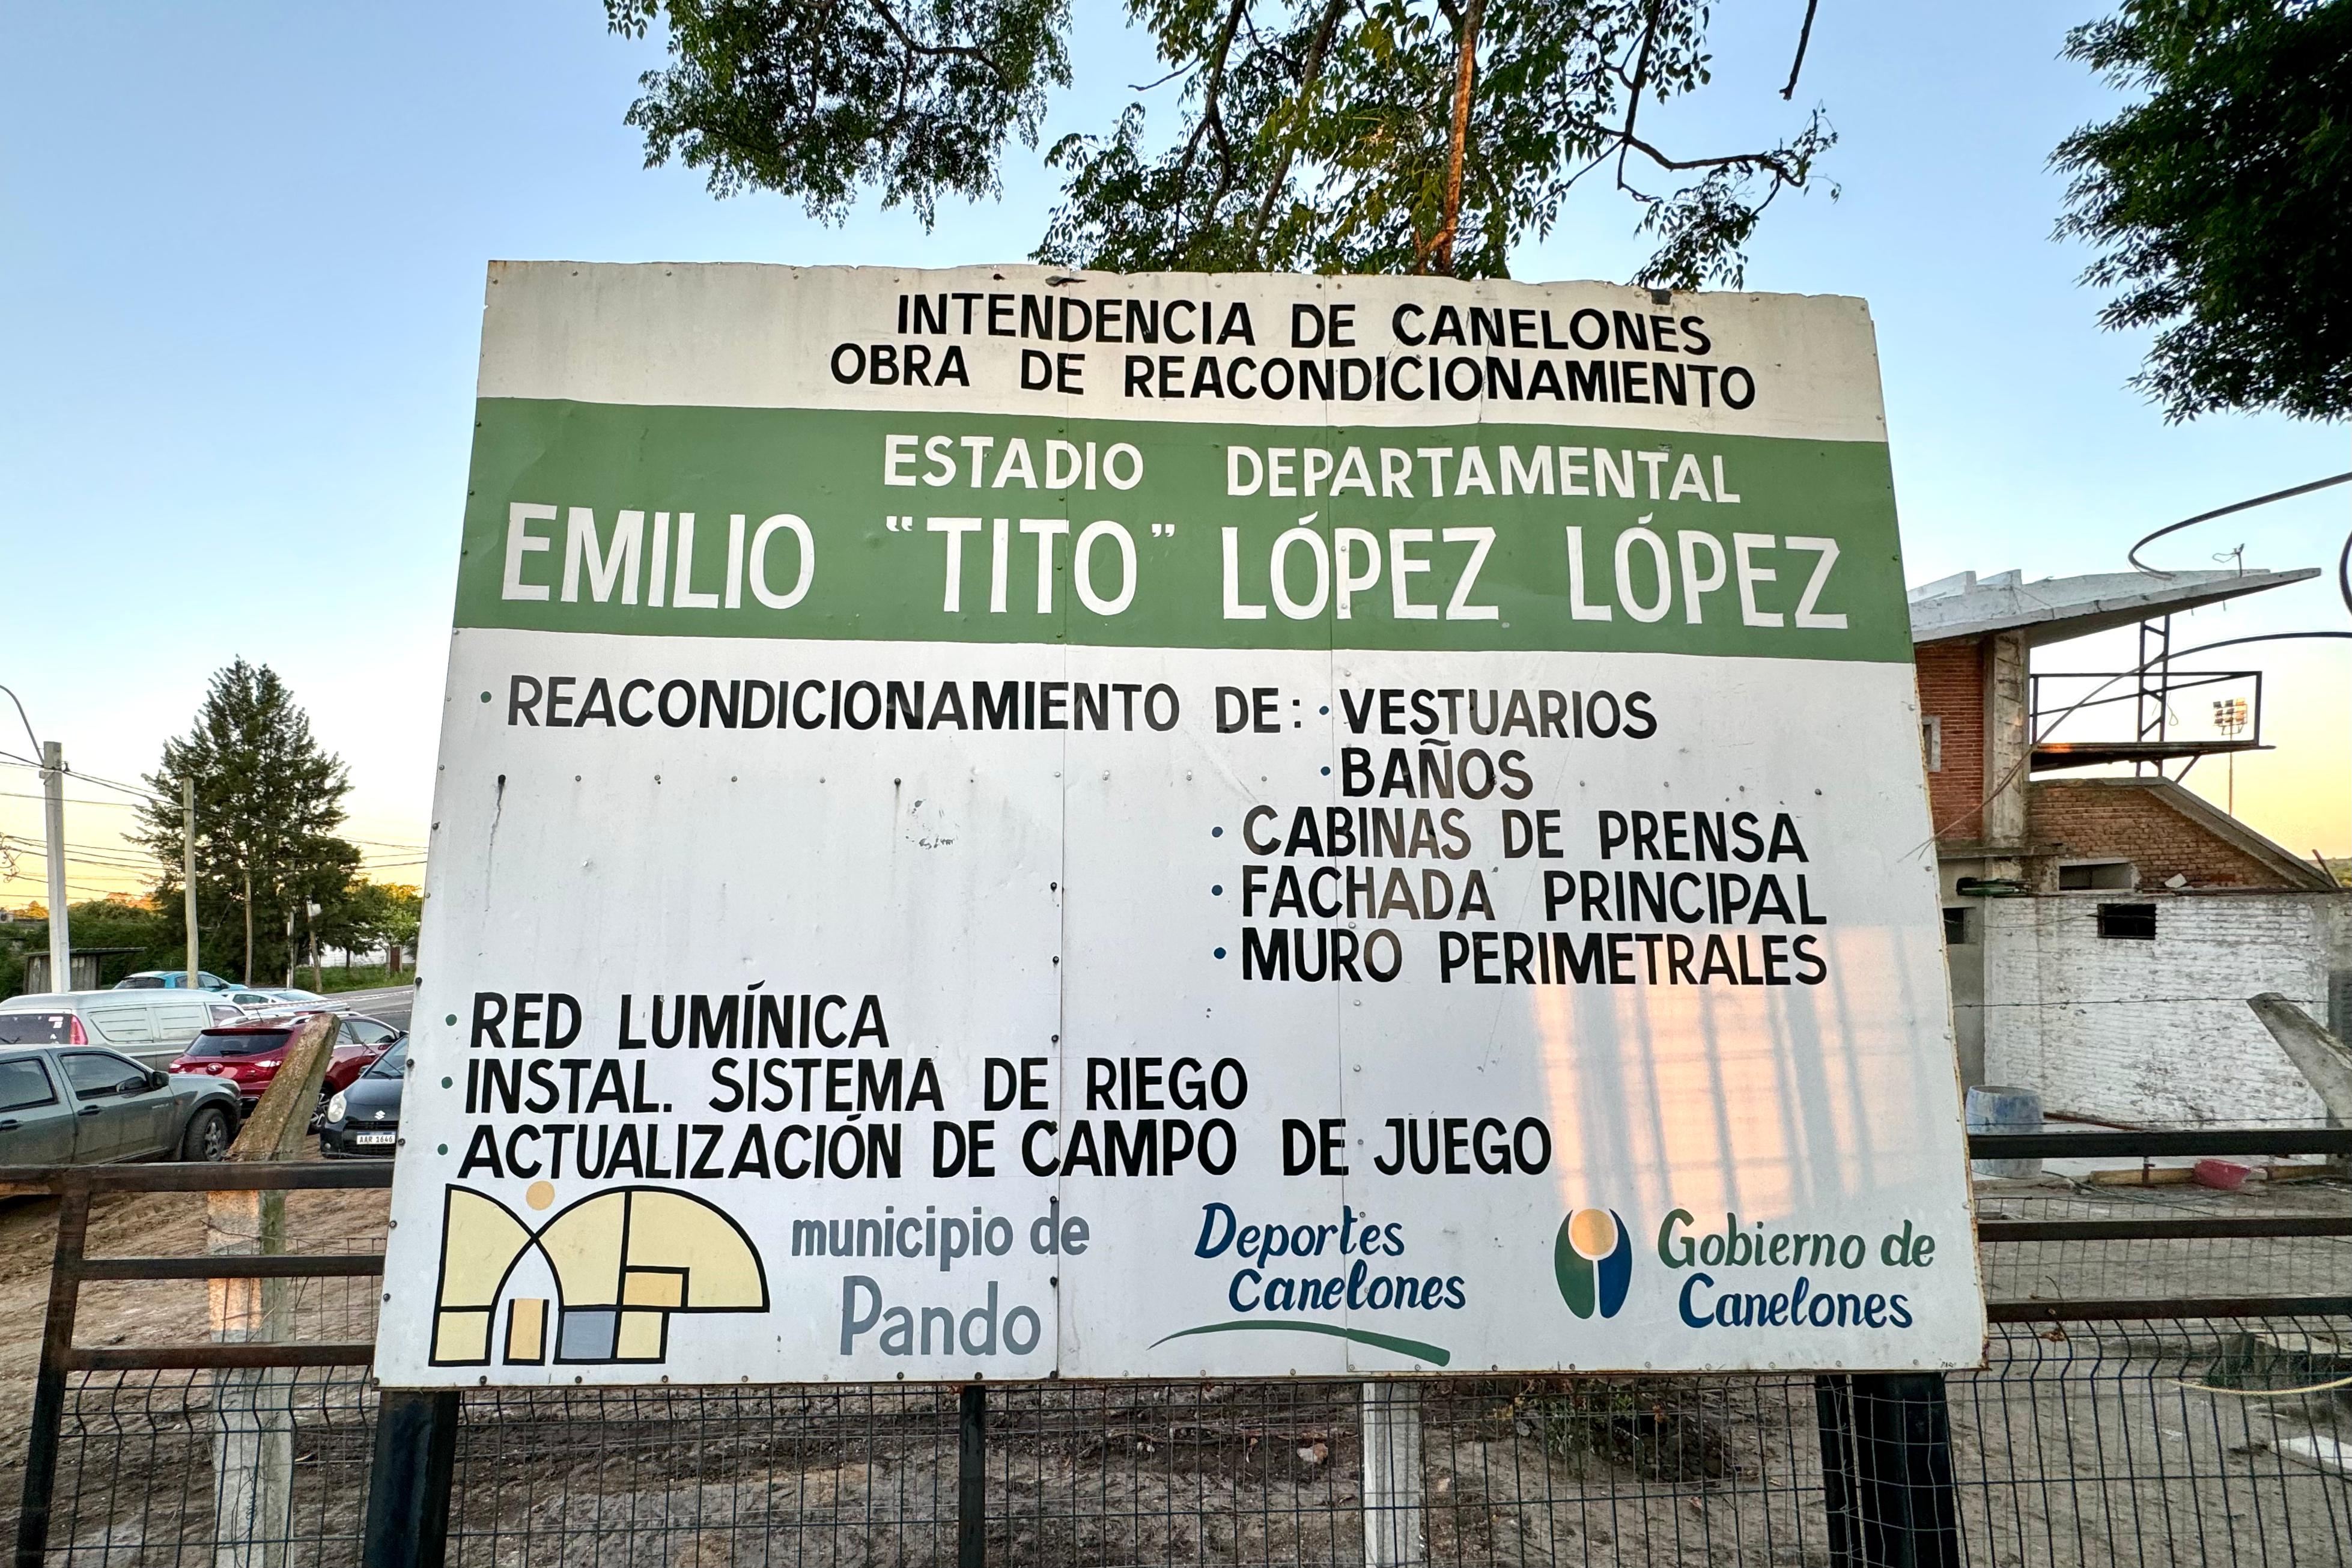 INTENDENCIA DE CANELONES
OBRA DE REACONDICIONAMIENTO
ESTADIO DEPARTAMENTAL
EMILIO "TITO" LÓPEZ LÓPEZ
• REACONDICIONAMIENTO DE: • VESTUARIOS
• BAÑOS
• CABINAS DE PRENSA
• FACHADA PRINCIPAL
• MURO PERIMETRALES
• RED LUMÍNICA
• INSTAL. SISTEMA DE RIEGO
• ACTUALIZACIÓN DE CAMPO DE JUEGO
municipio de
Pando
Deportes
Canelones
Gobierno de
Canelones
AAR 1646